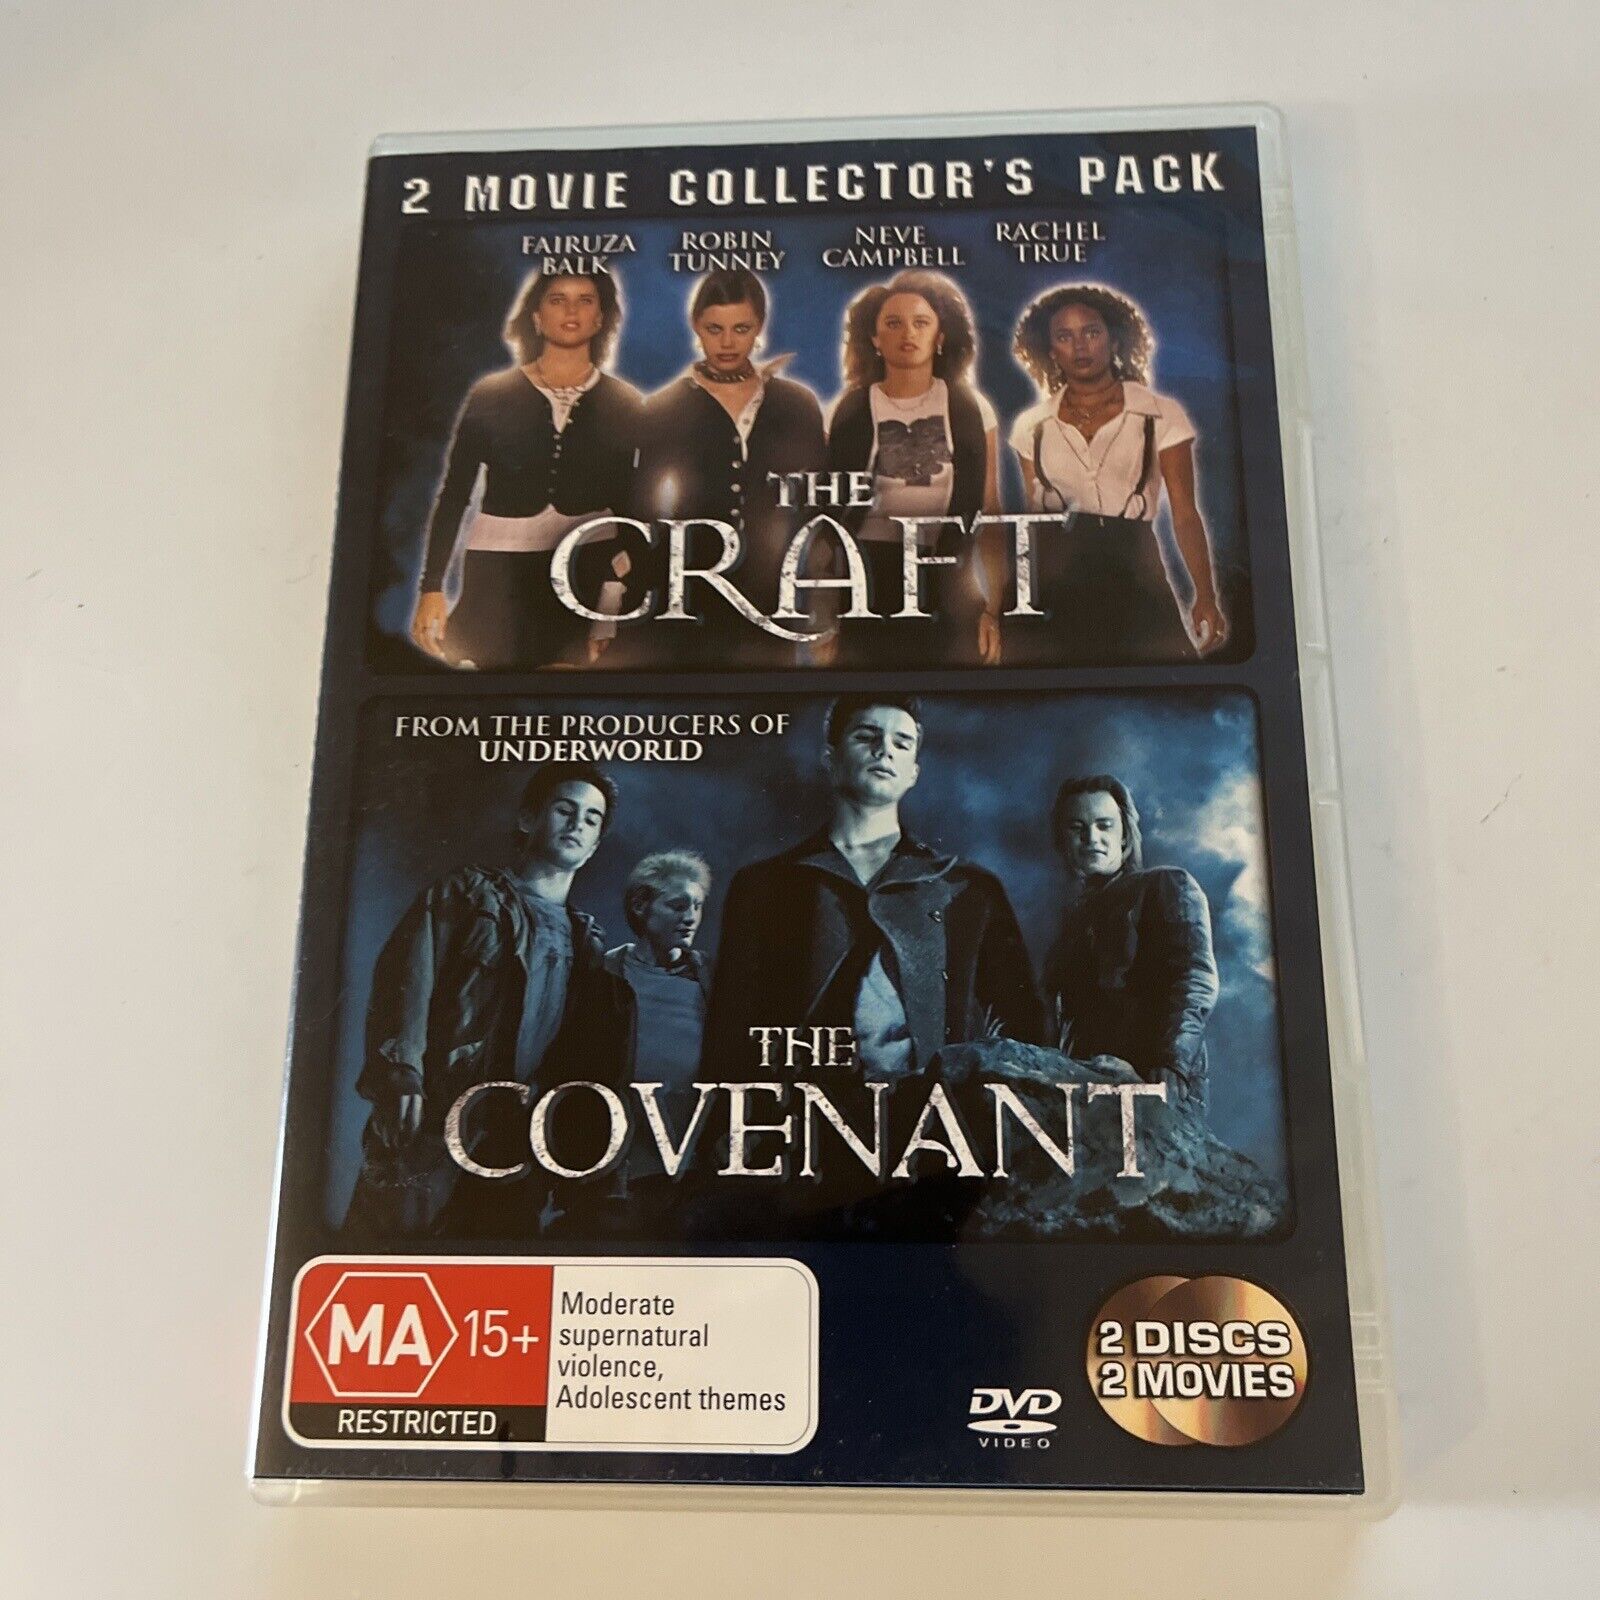 2 MOVIE COLLECTOR'S PACK
FAIRUZA BALK
ROBIN TUNNEY
NEVE CAMPBELL
RACHEL TRUE
THE
CRAFT
FROM THE PRODUCERS OF
UNDERWORLD
THE
COVENANT
MA 15+
RESTRICTED
Moderate
supernatural
violence,
Adolescent themes
DVD
VIDEO
2 DISCS
2 MOVIES